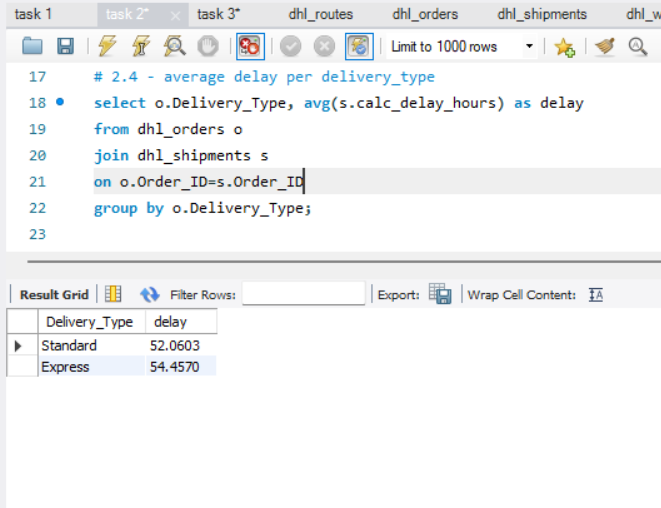 task 1 task 2* task 3* dhl_routes dhl_orders dhl_shipments dhl_w
Limit to 1000 rows
17 # 2.4 - average delay per delivery_type
18 select o.Delivery_Type, avg(s.calc_delay_hours) as delay
19 from dhl_orders o
20 join dhl_shipments s
21 on o.Order_ID=s.Order_ID
22 group by o.Delivery_Type;
23
Result Grid Filter Rows: Export: Wrap Cell Content:
Delivery_Type delay
Standard 52.0603
Express 54.4570